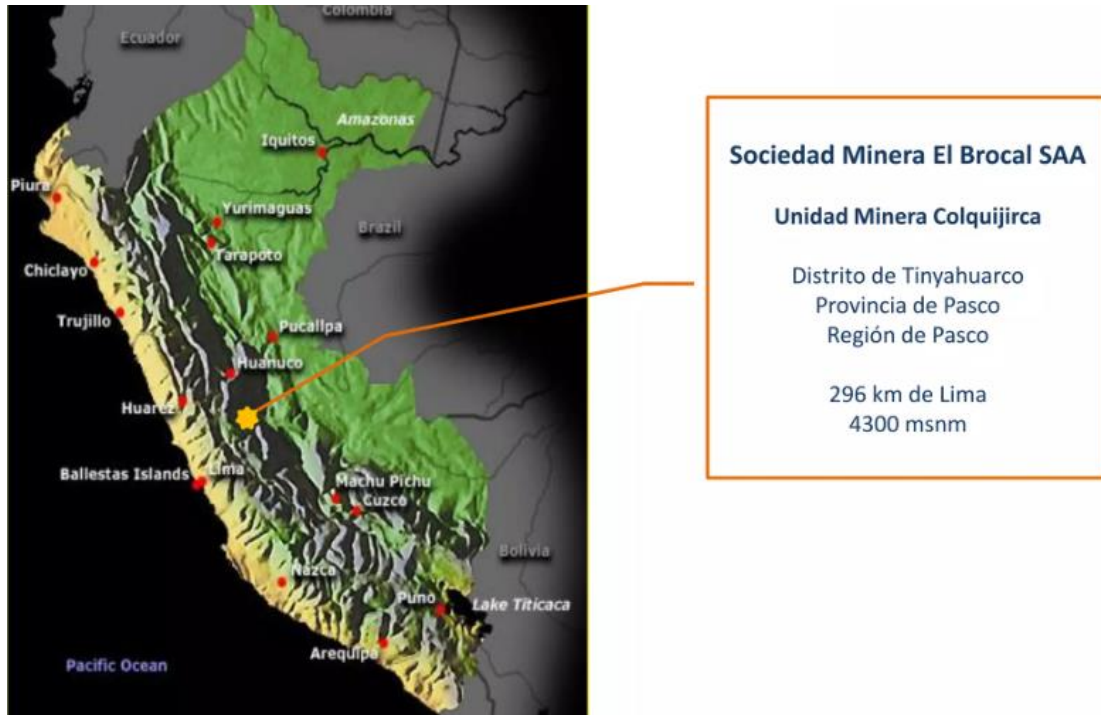 Colombia
Ecuador
Amazonas
Iquitos
Piura
Yurimaguas
Brazil
Tarapoto
Chiclayo
Trujillo
Pucallpa
Huanuco
Huarez
Ballestas Islands
Lima
Machu Pichu
Cuzco
Bolivia
Nazca
Puno
Lake Titicaca
Arequipa
Pacific Ocean
Sociedad Minera El Brocal SAA
Unidad Minera Colquijirca
Distrito de Tinyahuarco
Provincia de Pasco
Región de Pasco
296 km de Lima
4300 msnm